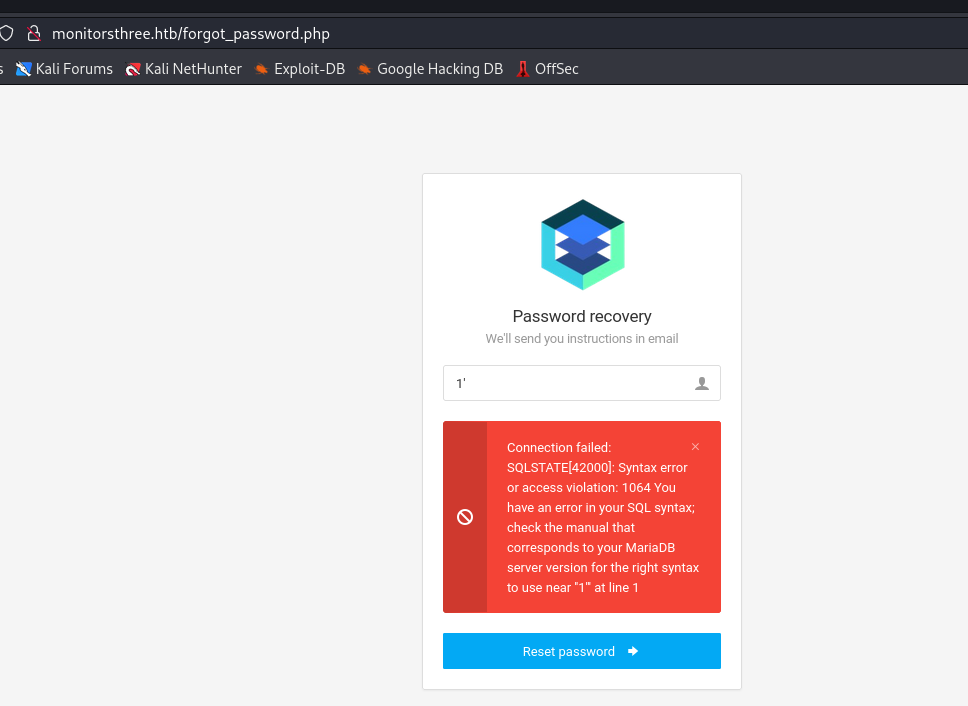 monitorsthree.htb/forgot_password.php
s Kali Forums Kali NetHunter Exploit-DB Google Hacking DB OffSec
Password recovery
We'll send you instructions in email
1'
Connection failed: ×
SQLSTATE[42000]: Syntax error
or access violation: 1064 You
have an error in your SQL syntax;
check the manual that
corresponds to your MariaDB
server version for the right syntax
to use near ''1''' at line 1
Reset password